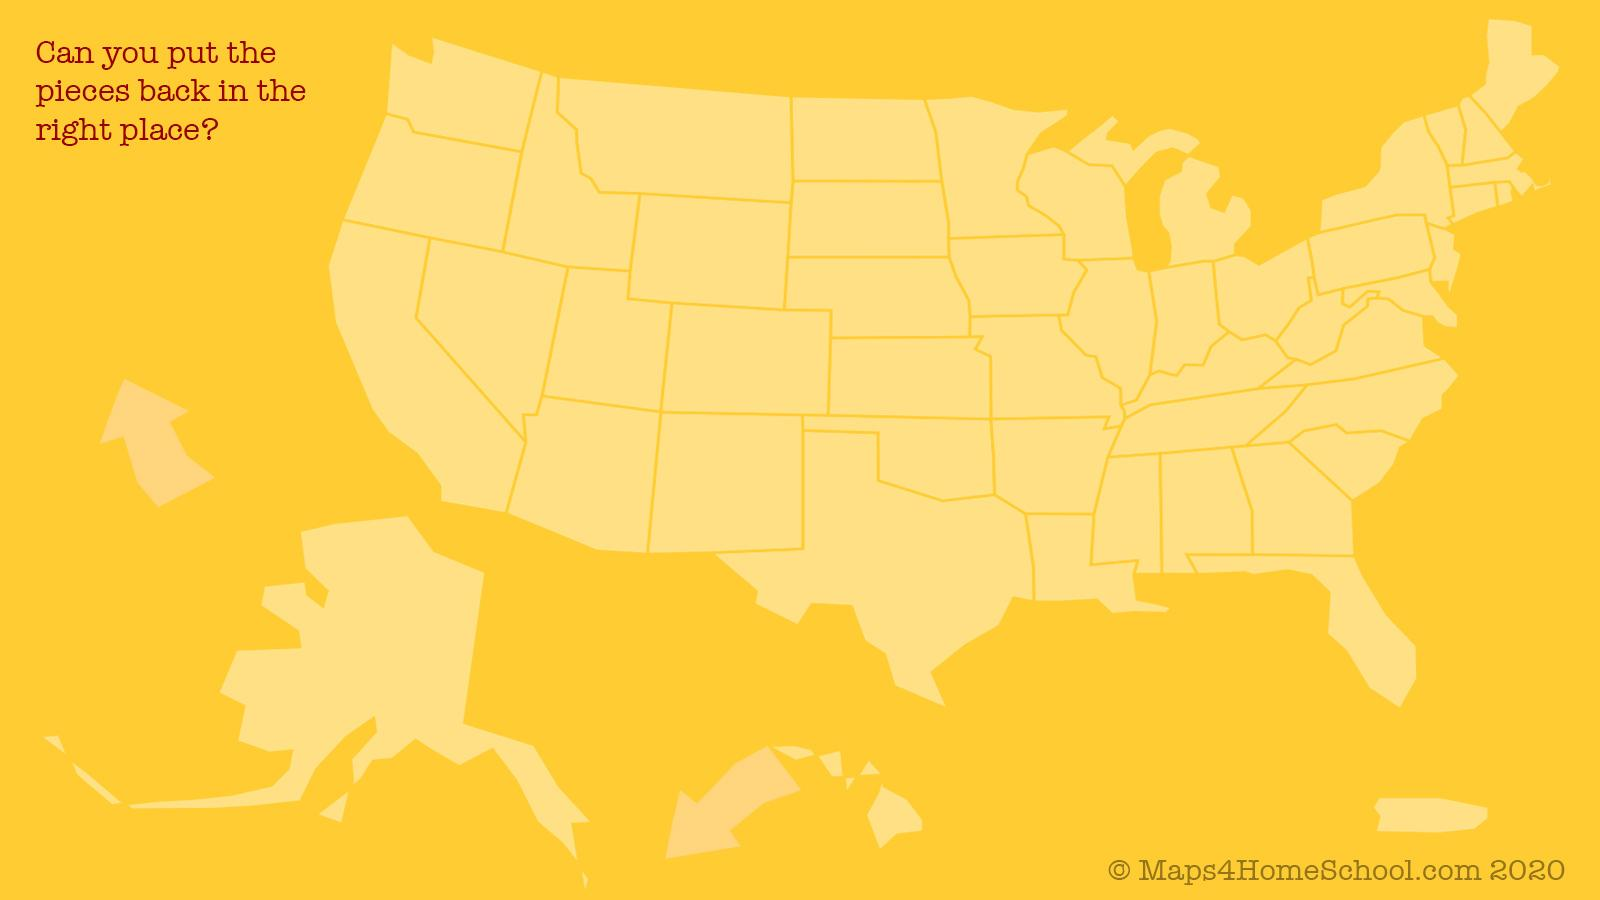 Can you put the
pieces back in the
right place?
© Maps4HomeSchool.com 2020